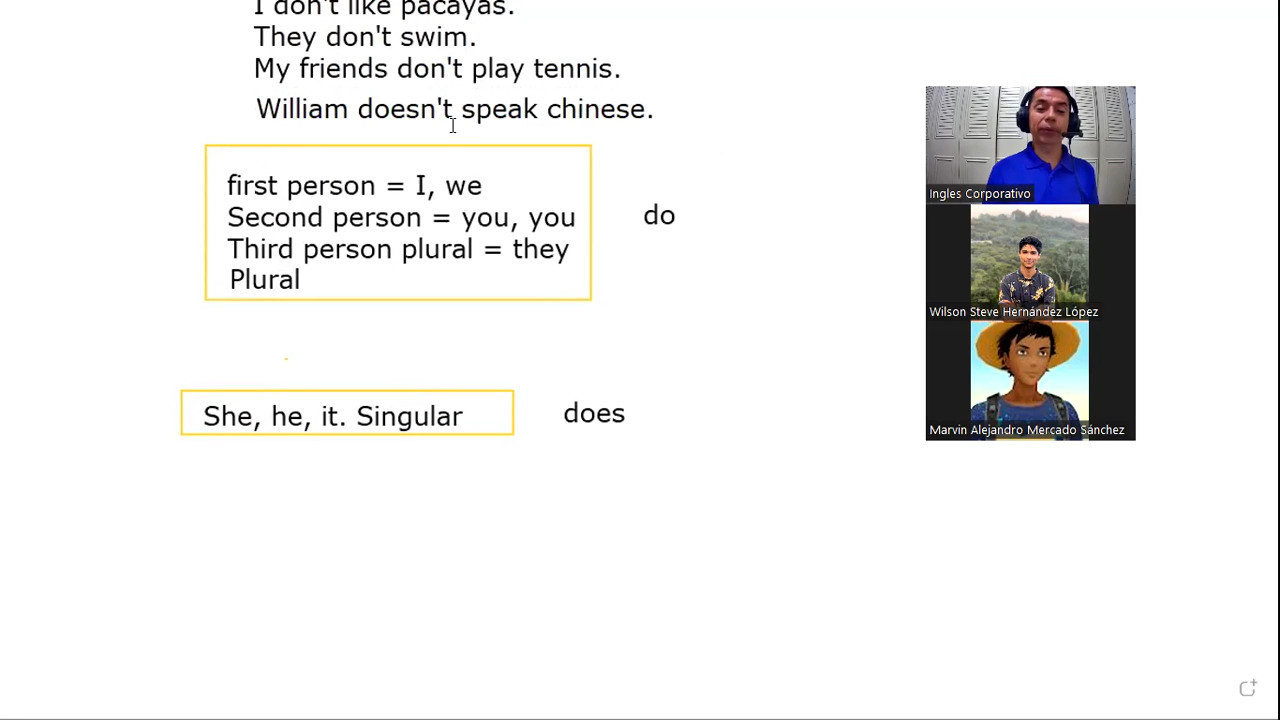 I don't like pacayas.
They don't swim.
My friends don't play tennis.
William doesn't speak chinese.
first person = I, we
Second person = you, you
Third person plural = they
Plural
do
She, he, it. Singular
does
Ingles Corporativo
Wilson Steve Hernández López
Marvin Alejandro Mercado Sánchez